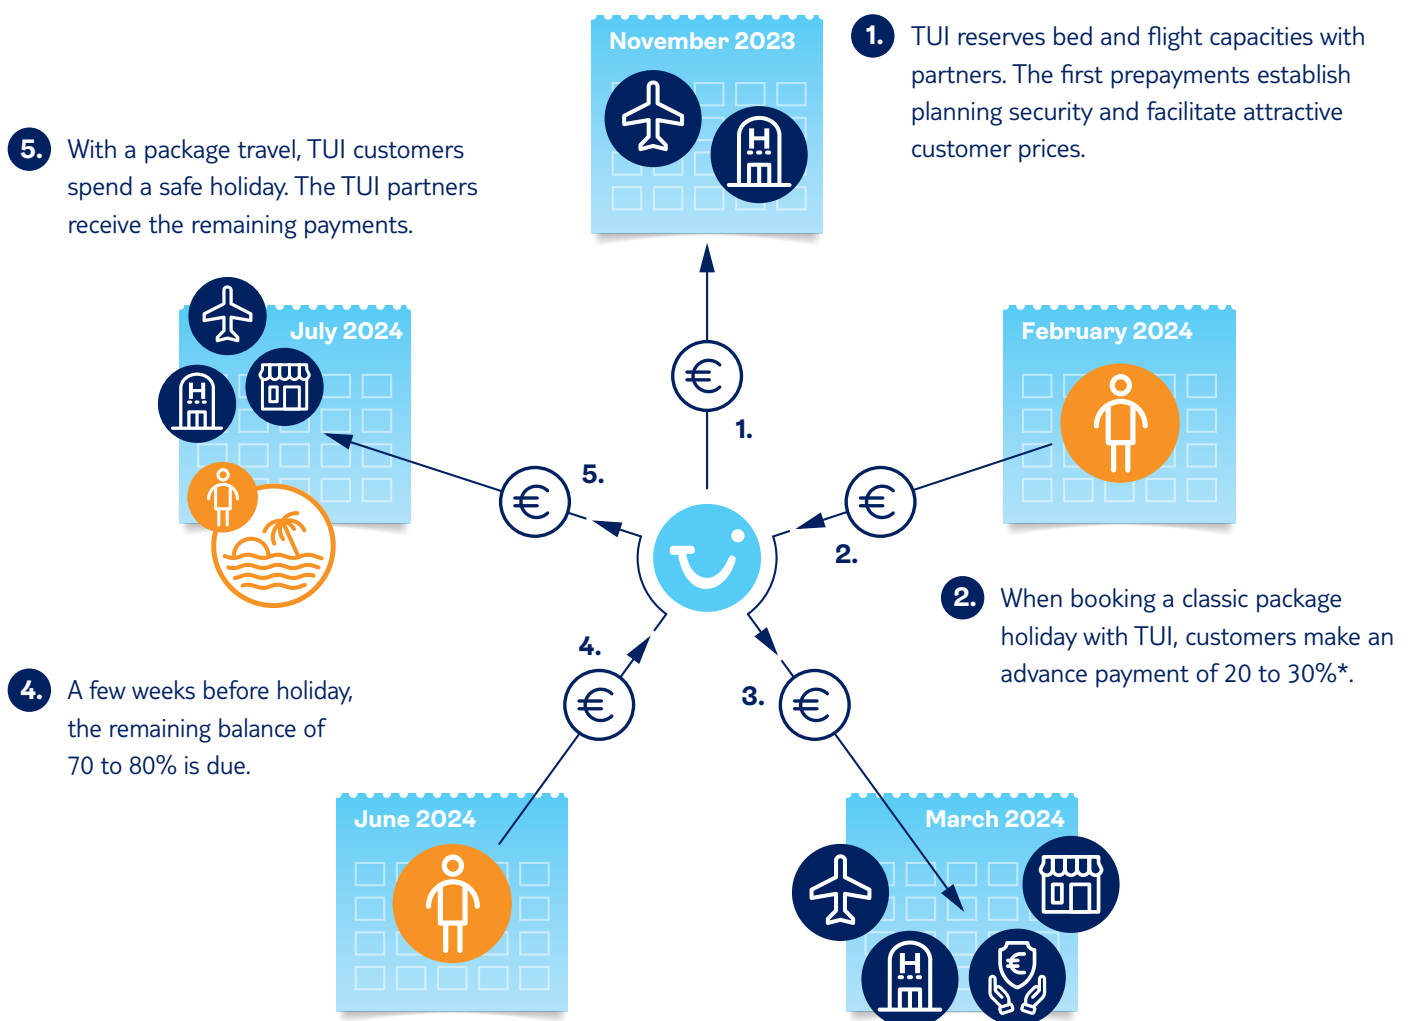 November 2023
1. TUI reserves bed and flight capacities with
partners. The first prepayments establish
planning security and facilitate attractive
customer prices.
5. With a package travel, TUI customers
spend a safe holiday. The TUI partners
receive the remaining payments.
July 2024
February 2024
H
H
€
1.
5.
€
€
2.
2. When booking a classic package
holiday with TUI, customers make an
advance payment of 20 to 30%*.
4.
€
3.
€
4. A few weeks before holiday,
the remaining balance of
70 to 80% is due.
June 2024
March 2024
H
€